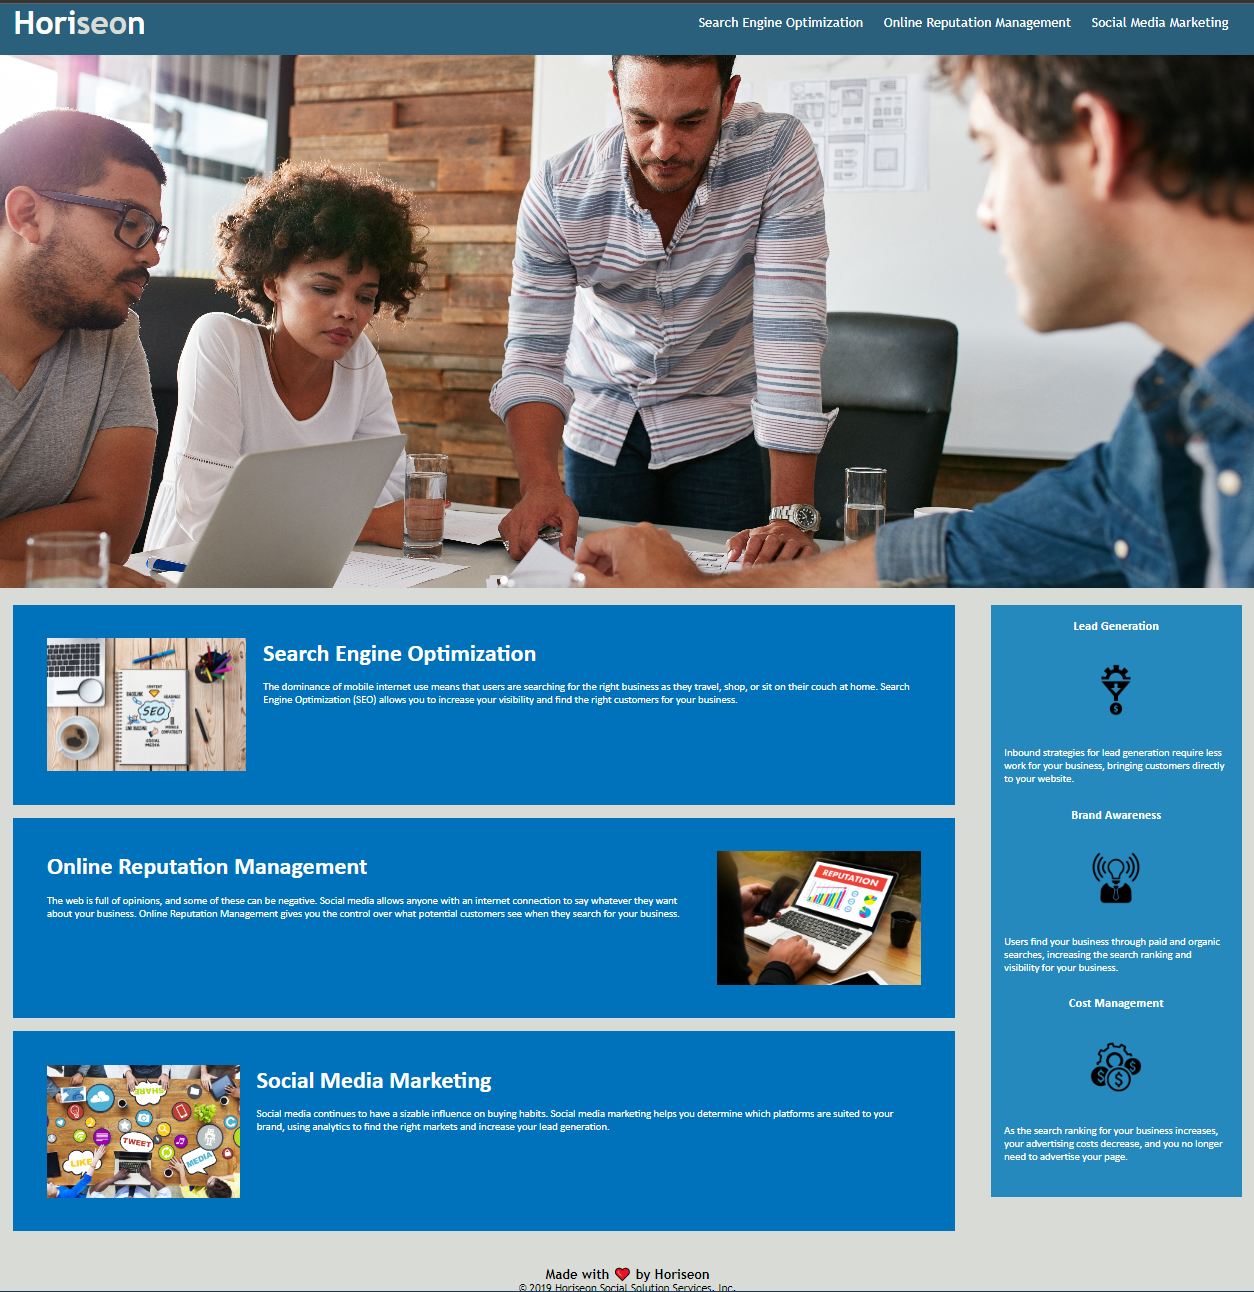 Horiseon
Search Engine Optimization Online Reputation Management Social Media Marketing
Search Engine Optimization
The dominance of mobile internet use means that users are searching for the right business as they travel, shop, or sit on their couch at home. Search
Engine Optimization (SEO) allows you to increase your visibility and find the right customers for your business.
SEO
CONTENT
SOCIAL
MEDIA
Online Reputation Management
The web is full of opinions, and some of these can be negative. Social media allows anyone with an internet connection to say whatever they want
about your business. Online Reputation Management gives you the control over what potential customers see when they search for your business.
REPUTATION
Social Media Marketing
Social media continues to have a sizable influence on buying habits. Social media marketing helps you determine which platforms are suited to your
brand, using analytics to find the right markets and increase your lead generation.
SHARE
TWEET
LIKE
MEDIA
Lead Generation
Inbound strategies for lead generation require less
work for your business, bringing customers directly
to your website.
Brand Awareness
Users find your business through paid and organic
searches, increasing the search ranking and
visibility for your business.
Cost Management
As the search ranking for your business increases,
your advertising costs decrease, and you no longer
need to advertise your page.
Made with ❤ by Horiseon
© 2019 Horiseon Social Solution Services, Inc.